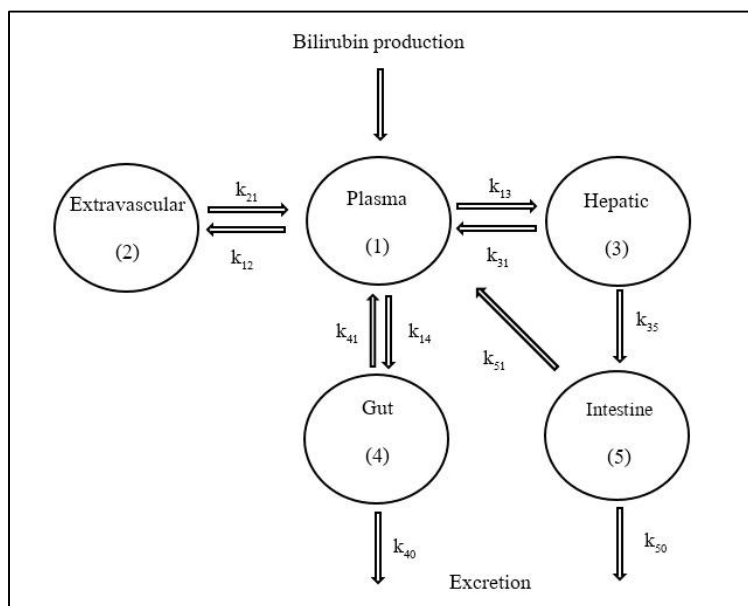 Bilirubin production
k21
Extravascular
(2)
k12
Plasma
(1)
k13
Hepatic
(3)
k31
k41
k14
k51
k35
Gut
(4)
Intestine
(5)
k40
k50
Excretion